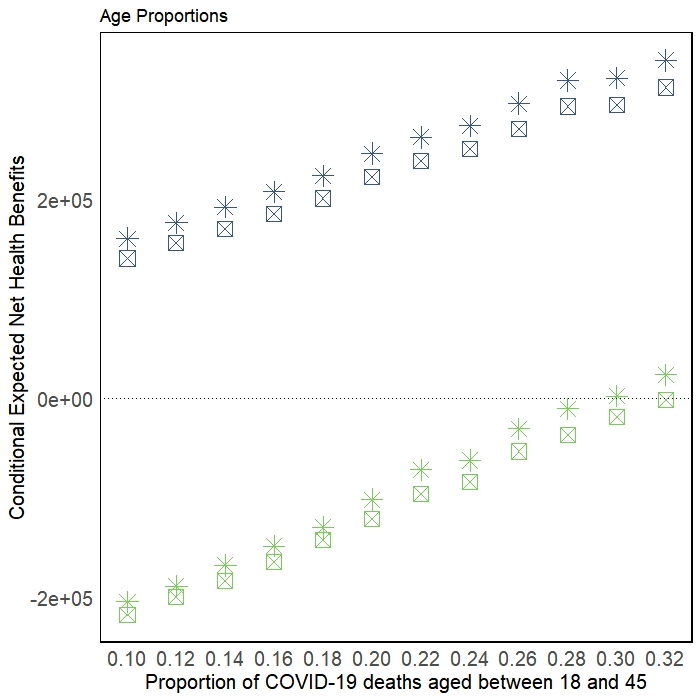 Age Proportions
Conditional Expected Net Health Benefits
2e+05
0e+00
-2e+05
0.10 0.12 0.14 0.16 0.18 0.20 0.22 0.24 0.26 0.28 0.30 0.32
Proportion of COVID-19 deaths aged between 18 and 45